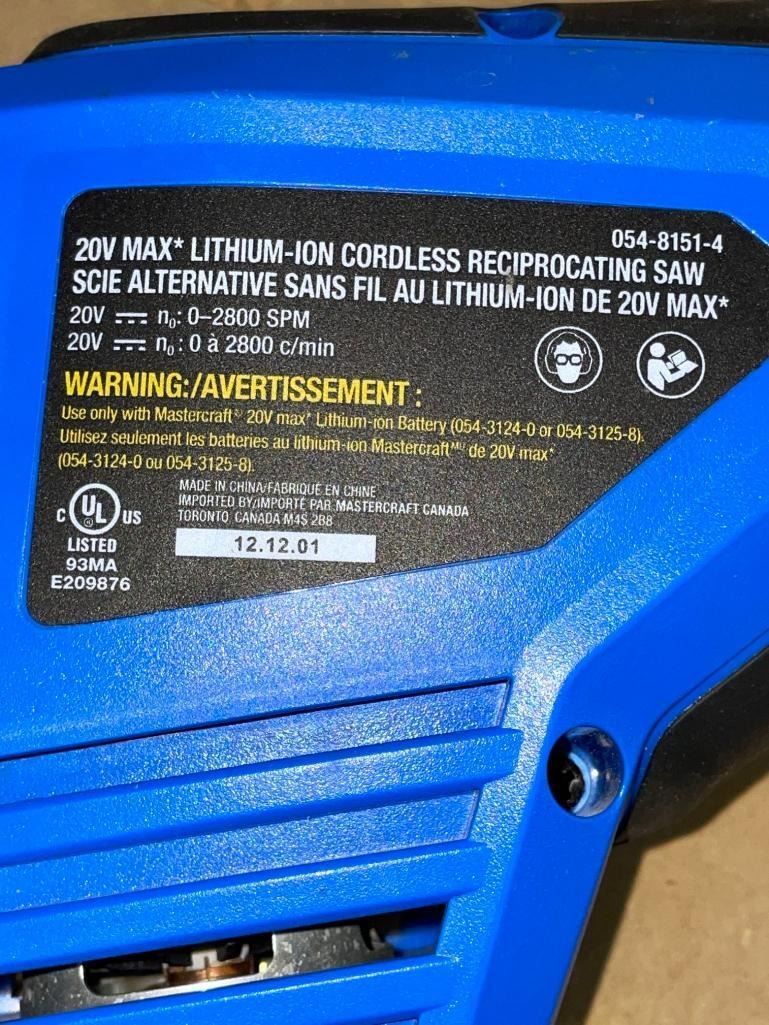 054-8151-4
20V MAX* LITHIUM-ION CORDLESS RECIPROCATING SAW
SCIE ALTERNATIVE SANS FIL AU LITHIUM-ION DE 20V MAX*
20V ⎓ n₀: 0–2800 SPM
20V ⎓ n₀: 0 à 2800 c/min
WARNING:/AVERTISSEMENT :
Use only with Mastercraft® 20V max* Lithium-ion Battery (054-3124-0 or 054-3125-8).
Utilisez seulement les batteries au lithium-ion Mastercraft ᴹᴰ de 20V max*
(054-3124-0 ou 054-3125-8).
MADE IN CHINA/FABRIQUÉ EN CHINE
IMPORTED BY/IMPORTÉ PAR MASTERCRAFT CANADA
TORONTO, CANADA M4S 2B8
12.12.01
C UL ® US
LISTED
93MA
E209876